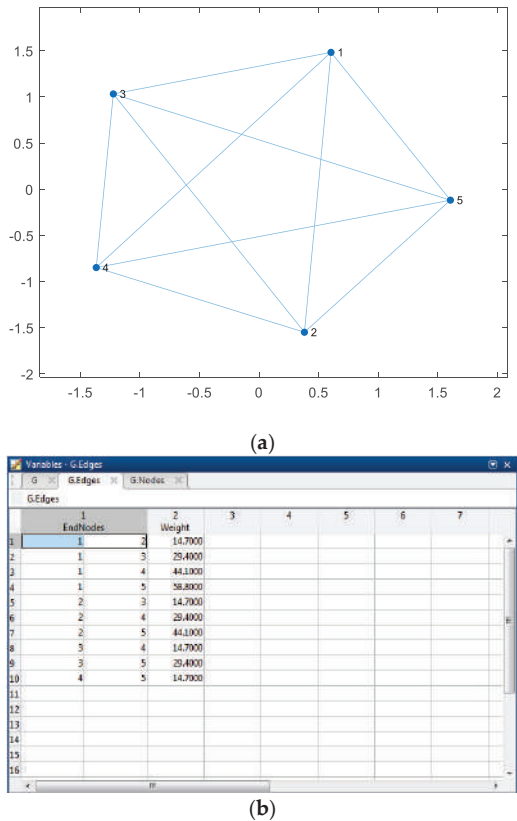 1.5
1
0.5
0
-0.5
-1
-1.5
-2
-1.5 -1 -0.5 0 0.5 1 1.5 2
1
3
5
4
2
(a)
Variables - G.Edges
G G.Edges G.Nodes
G.Edges
1 2 3 4 5 6 7
EndNodes Weight
1 1 2 14.7000
2 1 3 29.4000
3 1 4 44.1000
4 1 5 58.8000
5 2 3 14.7000
6 2 4 29.4000
7 2 5 44.1000
8 3 4 14.7000
9 3 5 29.4000
10 4 5 14.7000
11
12
13
14
15
16
(b)